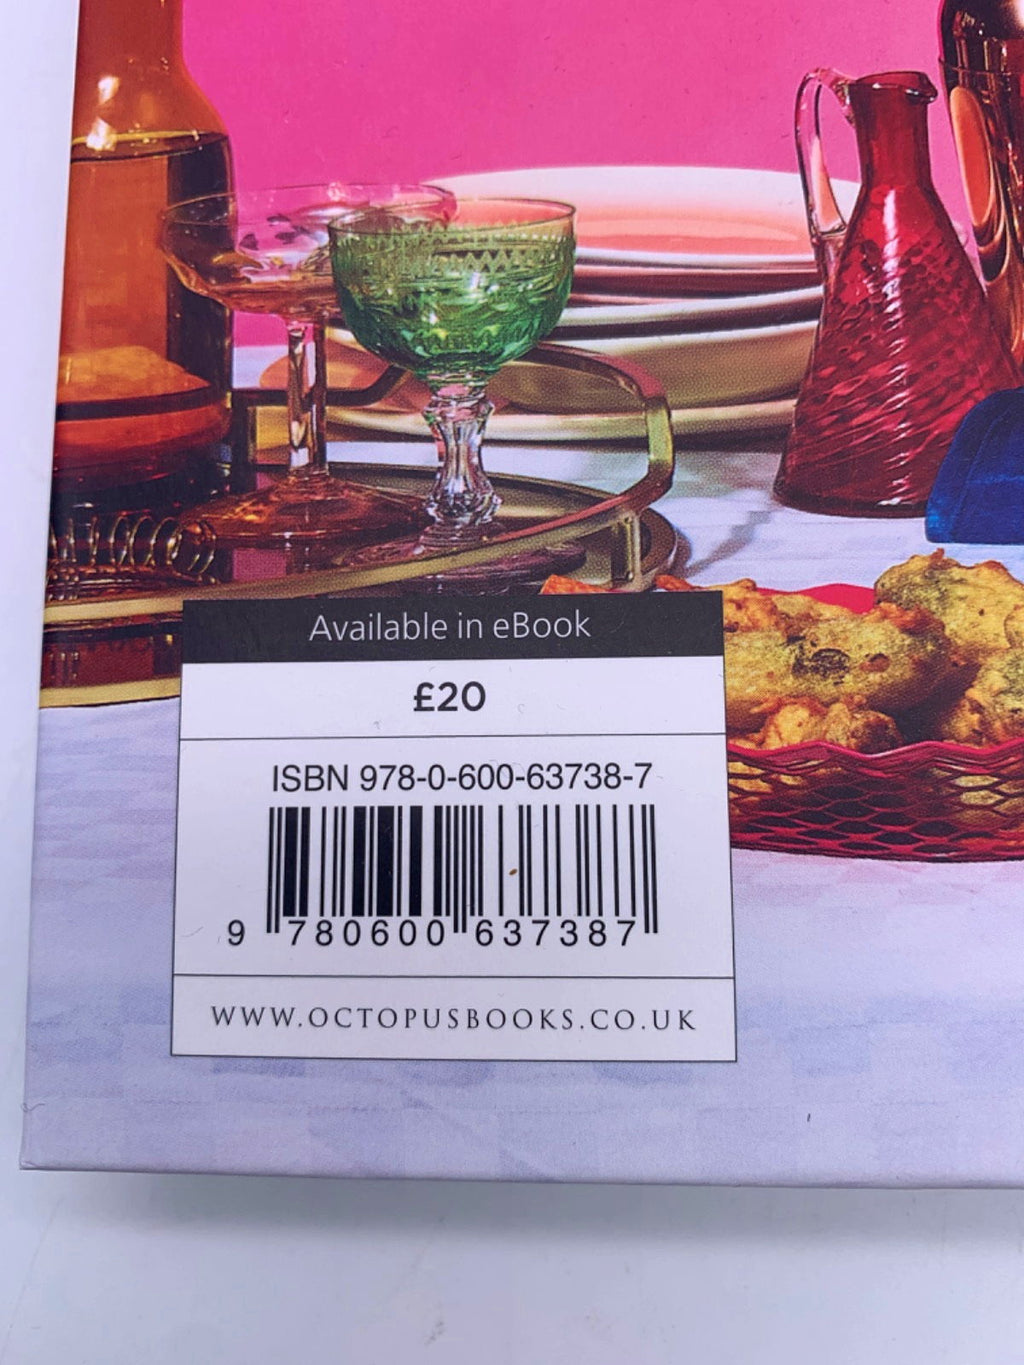 Available in eBook
£20
ISBN 978-0-600-63738-7
9 780600 637387
WWW.OCTOPUSBOOKS.CO.UK